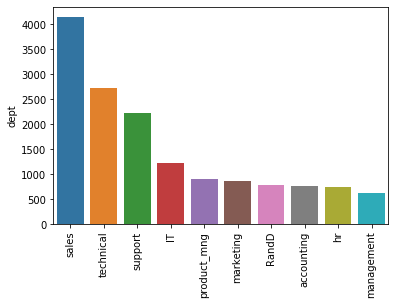 4000
3500
3000
2500
2000
1500
1000
500
0
dept
sales
technical
support
IT
product_mng
marketing
RandD
accounting
hr
management